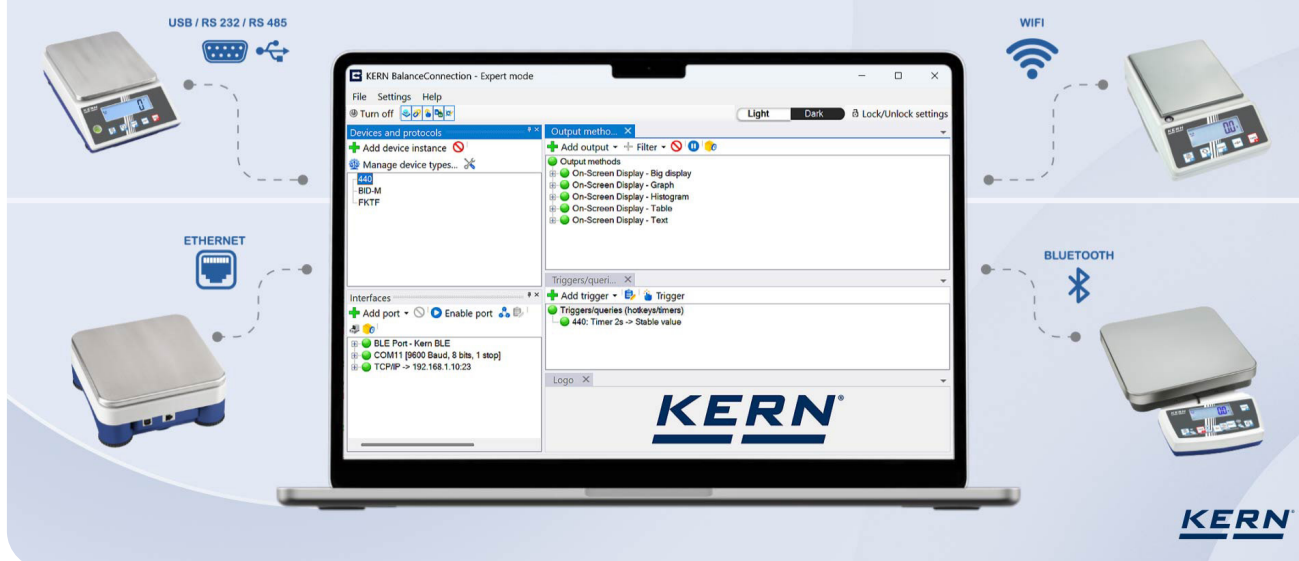 USB / RS 232 / RS 485
WIFI
ETHERNET
BLUETOOTH
KERN BalanceConnection - Expert mode
File Settings Help
Turn off
Light Dark Lock/Unlock settings
Devices and protocols
Add device instance
Manage device types...
440
BID-M
FKTF
Output metho...
Add output Filter
Output methods
On-Screen Display - Big display
On-Screen Display - Graph
On-Screen Display - Histogram
On-Screen Display - Table
On-Screen Display - Text
Triggers/queri...
Add trigger Trigger
Triggers/queries (hotkeys/timers)
440: Timer 2s -> Stable value
Interfaces
Add port Enable port
BLE Port - Kern BLE
COM11 [9600 Baud, 8 bits, 1 stop]
TCP/IP -> 192.168.1.10:23
Logo
KERN
KERN